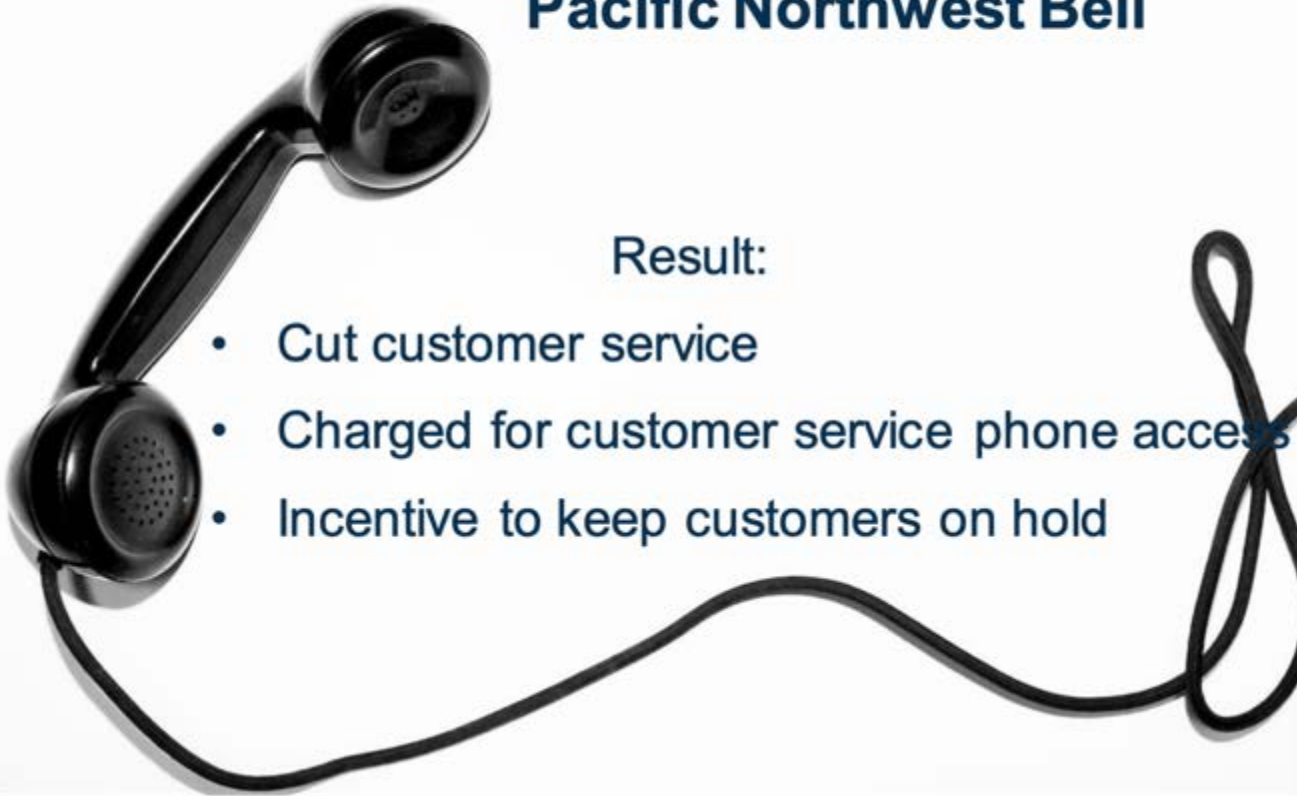 Pacific Northwest Bell
Result:
• Cut customer service
• Charged for customer service phone access
• Incentive to keep customers on hold